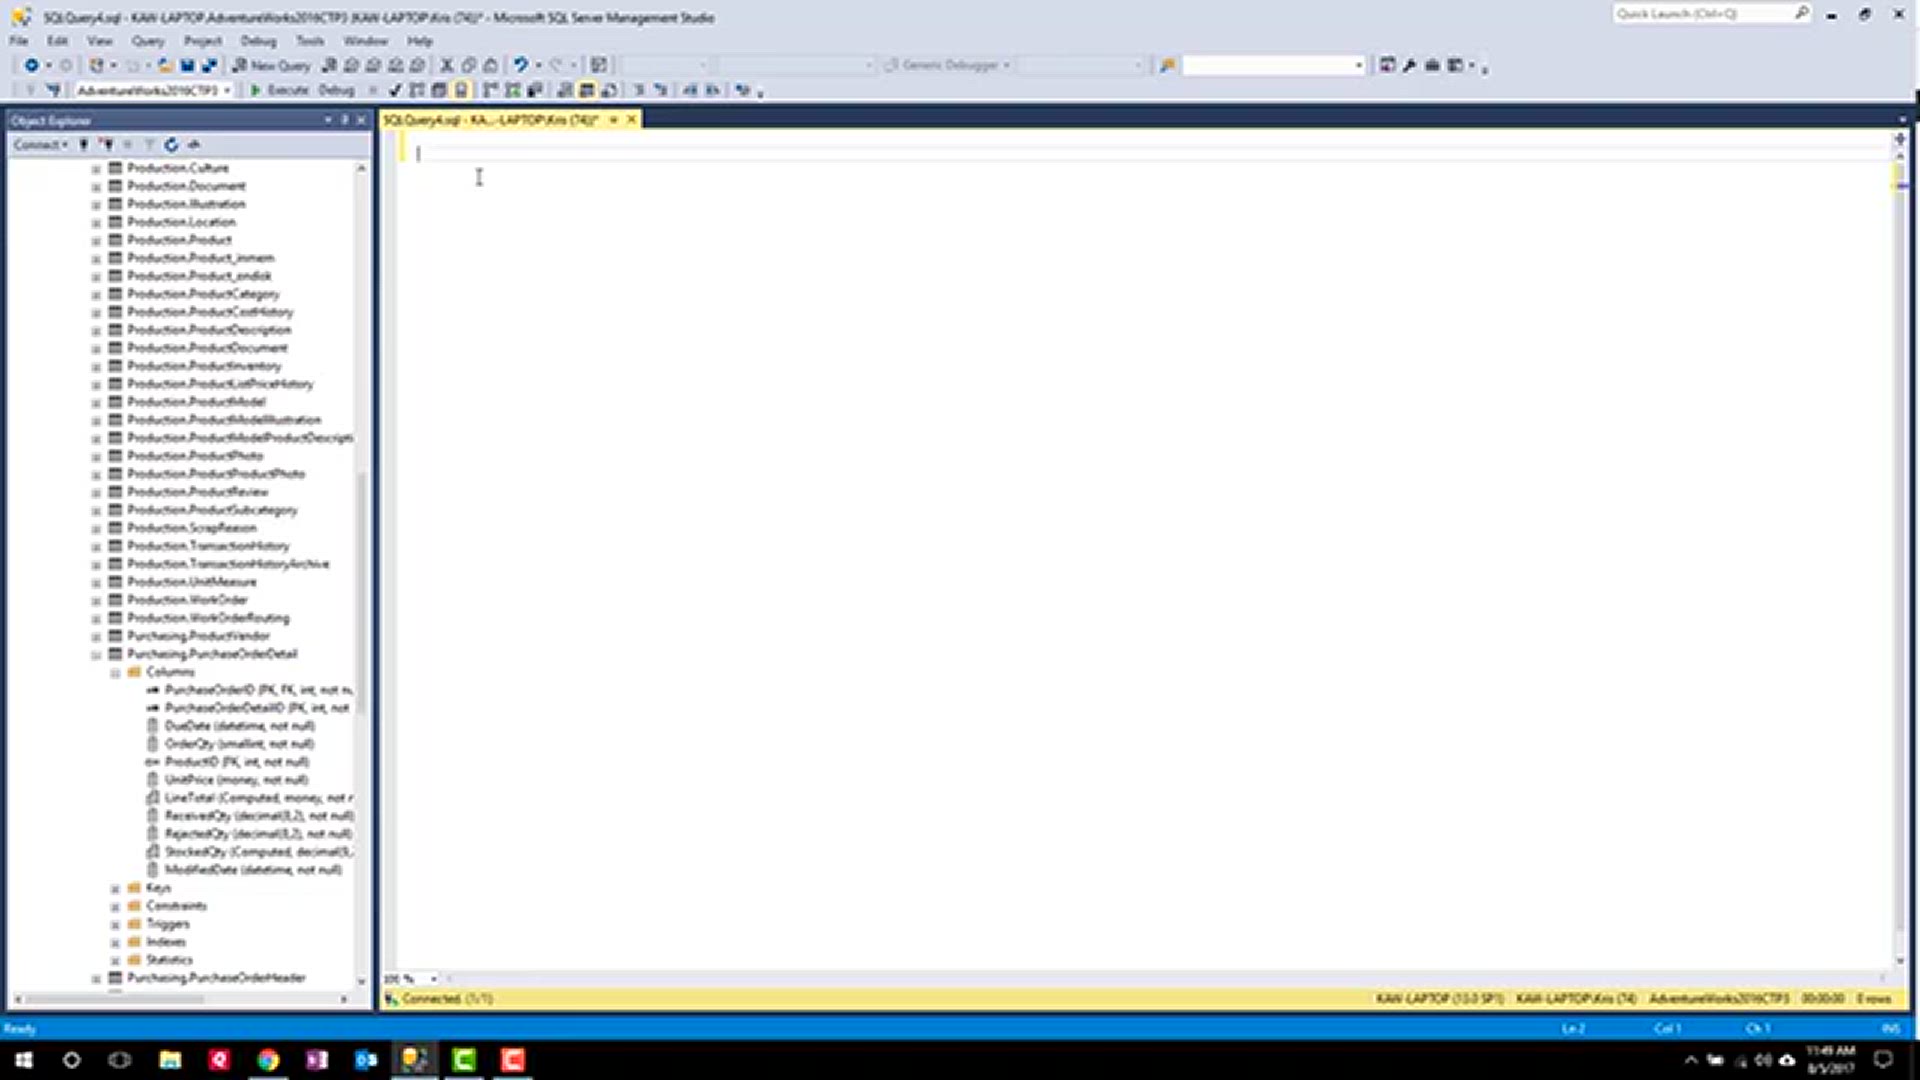 SQLQuery4.sql - KAW-LAPTOP.AdventureWorks2016CTP3 (KAW-LAPTOP\Kris (74))* - Microsoft SQL Server Management Studio
Quick Launch (Ctrl+Q)
File Edit View Query Project Debug Tools Window Help
New Query
Generic Debugger
AdventureWorks2016CTP3 Execute Debug
Object Explorer
SQLQuery4.sql - KA...-LAPTOP\Kris (74))*
Connect
Production.Culture
Production.Document
Production.Illustration
Production.Location
Production.Product
Production.Product_inmem
Production.Product_ondisk
Production.ProductCategory
Production.ProductCostHistory
Production.ProductDescription
Production.ProductDocument
Production.ProductInventory
Production.ProductListPriceHistory
Production.ProductModel
Production.ProductModelIllustration
Production.ProductModelProductDescripti
Production.ProductPhoto
Production.ProductProductPhoto
Production.ProductReview
Production.ProductSubcategory
Production.ScrapReason
Production.TransactionHistory
Production.TransactionHistoryArchive
Production.UnitMeasure
Production.WorkOrder
Production.WorkOrderRouting
Purchasing.ProductVendor
Purchasing.PurchaseOrderDetail
Columns
PurchaseOrderID (PK, FK, int, not nu
PurchaseOrderDetailID (PK, int, not
DueDate (datetime, not null)
OrderQty (smallint, not null)
ProductID (FK, int, not null)
UnitPrice (money, not null)
LineTotal (Computed, money, not r
ReceivedQty (decimal(8,2), not null)
RejectedQty (decimal(8,2), not null)
StockedQty (Computed, decimal(9,
ModifiedDate (datetime, not null)
Keys
Constraints
Triggers
Indexes
Statistics
Purchasing.PurchaseOrderHeader
100 %
Connected. (1/1)
KAW-LAPTOP (13.0 SP1) KAW-LAPTOP\Kris (74) AdventureWorks2016CTP3 00:00:00 0 rows
Ready
Ln 2 Col 1 Ch 1 INS
11:49 AM
8/5/2017